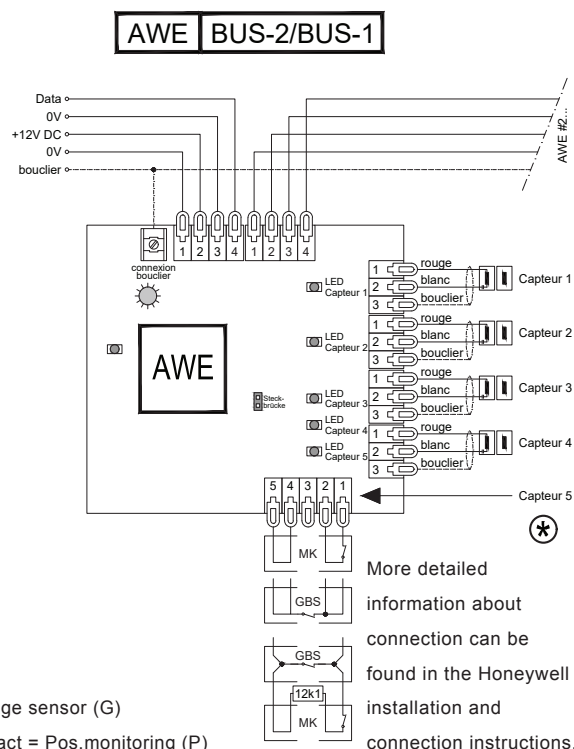 AWE BUS-2/BUS-1
Data
0V
+12V DC
0V
bouclier
AWE #2...
1 2 3 4 1 2 3 4
connexion
bouclier
LED
Capteur 1
LED
Capteur 2
LED
Capteur 3
LED
Capteur 4
LED
Capteur 5
AWE
Steck-
brücke
1 rouge
2 blanc
3 bouclier
Capteur 1
1 rouge
2 blanc
3 bouclier
Capteur 2
1 rouge
2 blanc
3 bouclier
Capteur 3
1 rouge
2 blanc
3 bouclier
Capteur 4
5 4 3 2 1
Capteur 5
*
MK
GBS
GBS
12k1
MK
More detailed
information about
connection can be
found in the Honeywell
installation and
connection instructions
ge sensor (G)
act = Pos.monitoring (P)